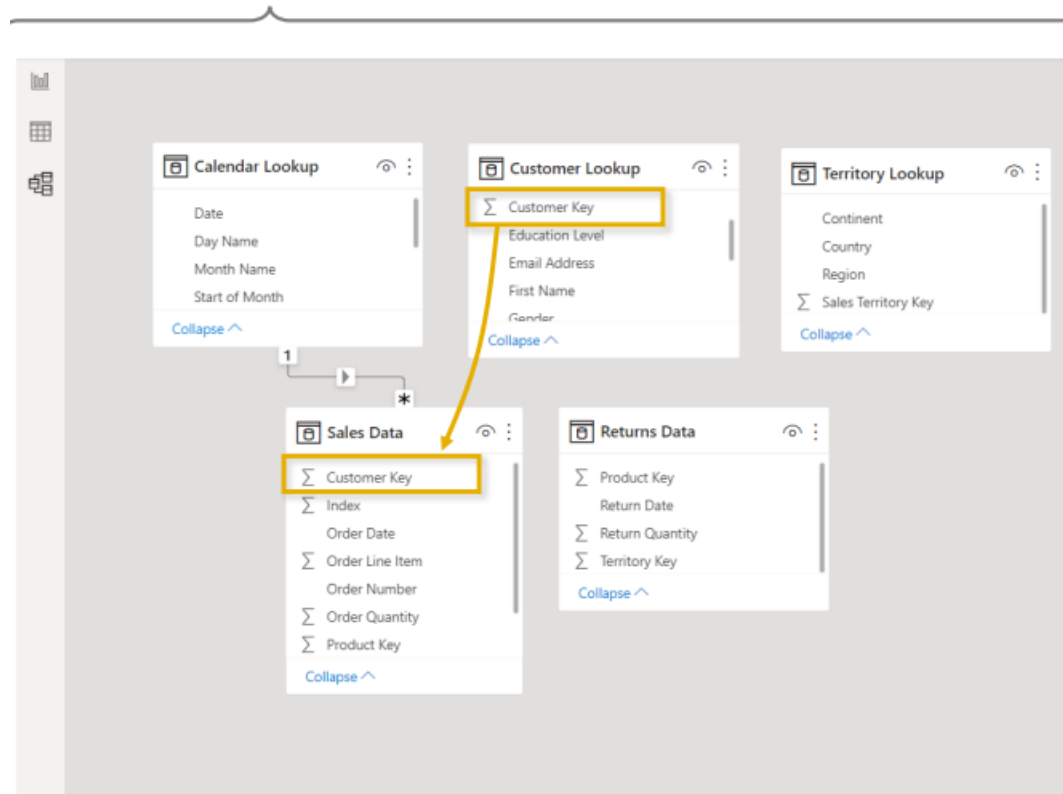 Calendar Lookup
Date
Day Name
Month Name
Start of Month
Collapse
Customer Lookup
Customer Key
Education Level
Email Address
First Name
Gender
Collapse
Territory Lookup
Continent
Country
Region
Sales Territory Key
Collapse
1
*
Sales Data
Customer Key
Index
Order Date
Order Line Item
Order Number
Order Quantity
Product Key
Collapse
Returns Data
Product Key
Return Date
Return Quantity
Territory Key
Collapse